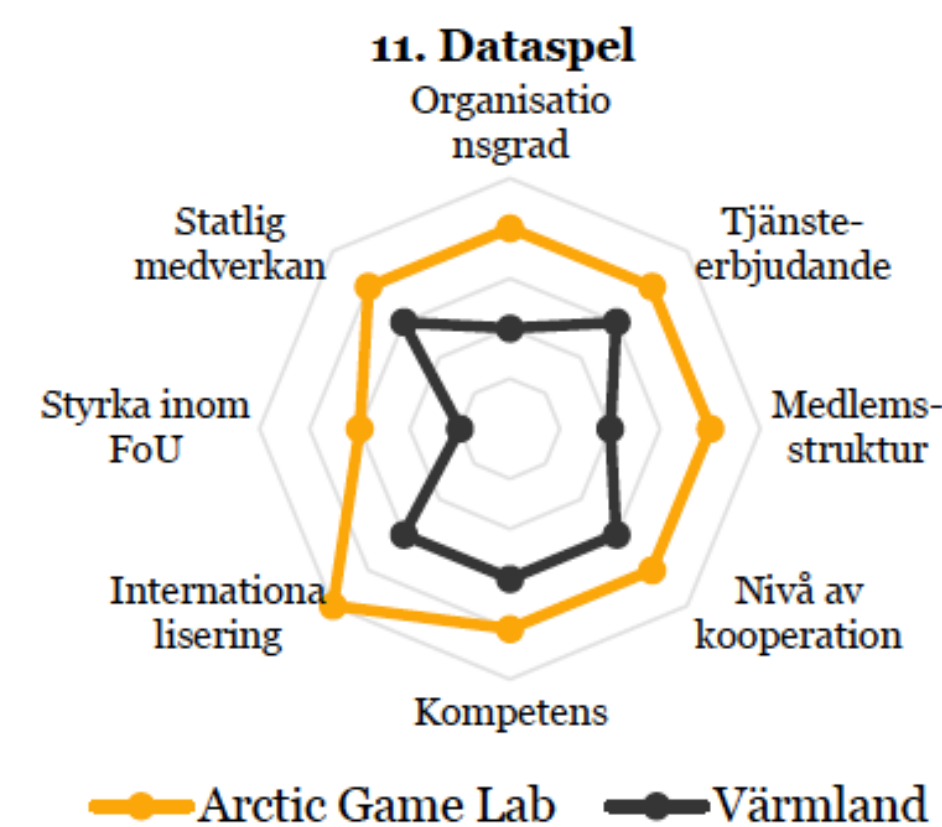 11. Dataspel
Organisatio
nsgrad
Tjänste-
erbjudande
Medlems-
struktur
Nivå av
kooperation
Kompetens
Internationa
lisering
Styrka inom
FoU
Statlig
medverkan
Arctic Game Lab
Värmland